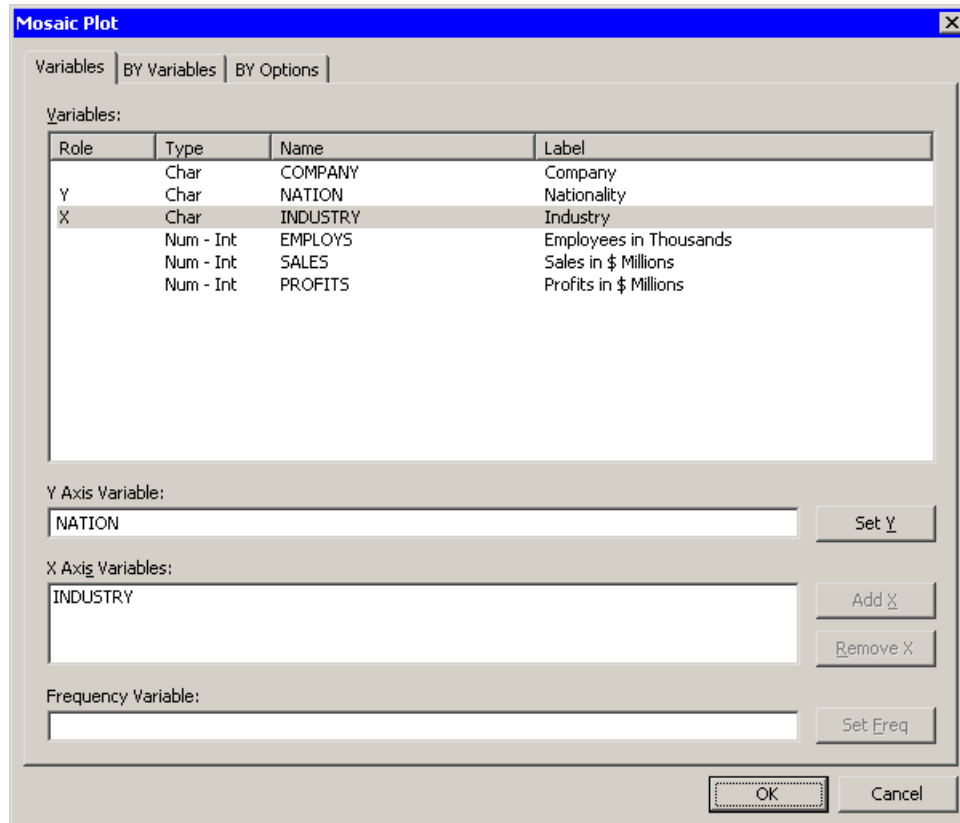 Mosaic Plot
Variables BY Variables BY Options
Variables:
Role Type Name Label
Char COMPANY Company
Y Char NATION Nationality
X Char INDUSTRY Industry
Num - Int EMPLOYS Employees in Thousands
Num - Int SALES Sales in $ Millions
Num - Int PROFITS Profits in $ Millions
Y Axis Variable:
NATION Set Y
X Axis Variables:
INDUSTRY
Add X
Remove X
Frequency Variable:
Set Freq
OK Cancel